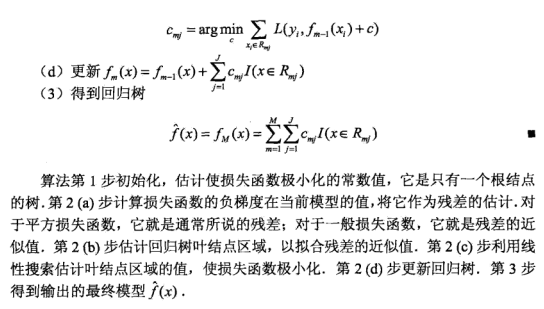 c_{mj} = arg min_c ∑_{x_i∈R_{mj}} L(y_i, f_{m-1}(x_i) + c)
(d) 更新 f_m(x) = f_{m-1}(x) + ∑_{j=1}^{J} c_{mj} I(x ∈ R_{mj})
(3) 得到回归树
f̂(x) = f_M(x) = ∑_{m=1}^{M} ∑_{j=1}^{J} c_{mj} I(x ∈ R_{mj}) ■
算法第 1 步初始化，估计使损失函数极小化的常数值，它是只有一个根结点
的树. 第 2 (a) 步计算损失函数的负梯度在当前模型的值，将它作为残差的估计. 对
于平方损失函数，它就是通常所说的残差；对于一般损失函数，它就是残差的近
似值. 第 2 (b) 步估计回归树叶结点区域，以拟合残差的近似值. 第 2 (c) 步利用线
性搜索估计叶结点区域的值，使损失函数极小化. 第 2 (d) 步更新回归树. 第 3 步
得到输出的最终模型 f̂(x) .